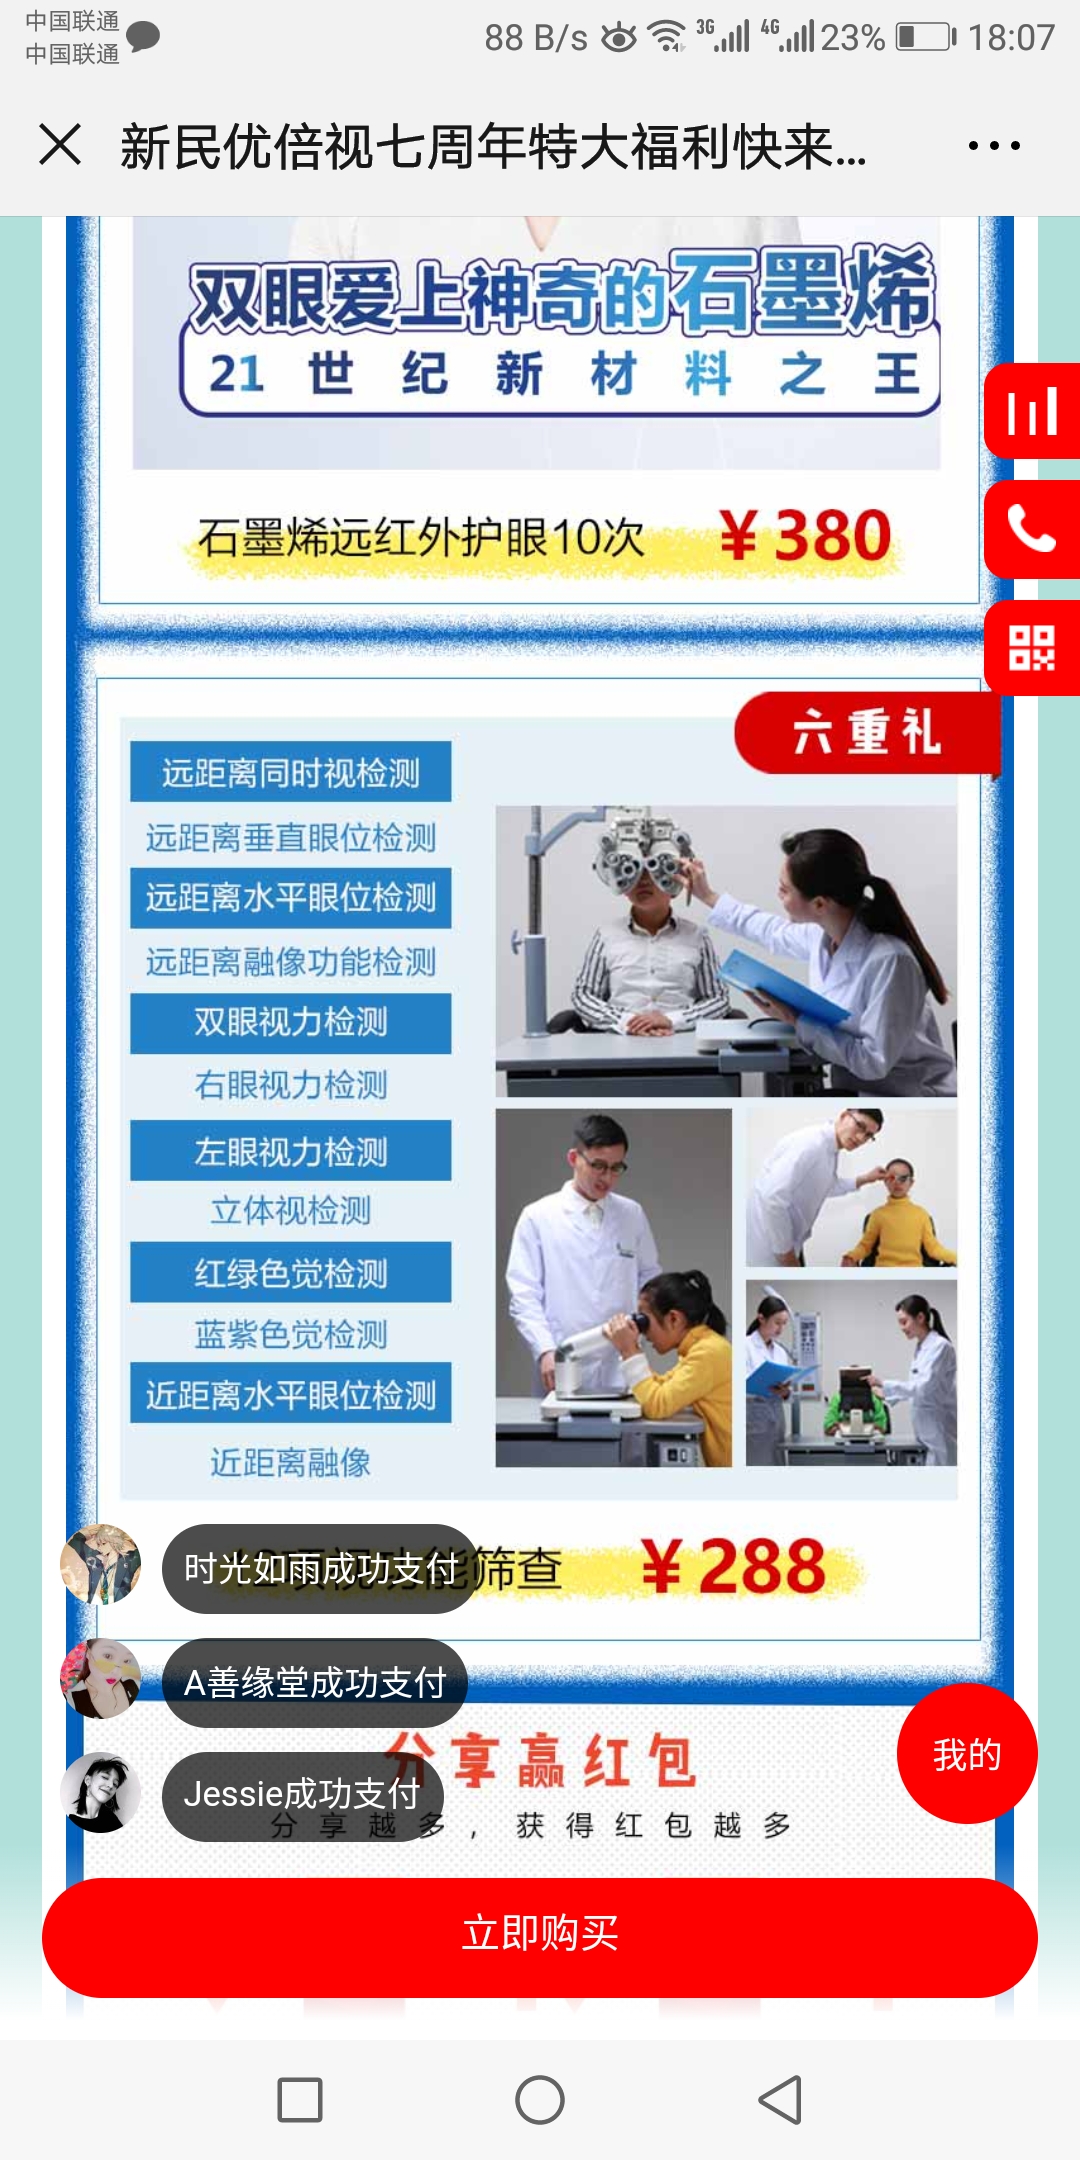 中国联通
中国联通
88 B/s 3G 4G 23% 18:07
新民优倍视七周年特大福利快来...
双眼爱上神奇的石墨烯
21世纪新材料之王
石墨烯远红外护眼10次 ¥380
六重礼
远距离同时视检测
远距离垂直眼位检测
远距离水平眼位检测
远距离融像功能检测
双眼视力检测
右眼视力检测
左眼视力检测
立体视检测
红绿色觉检测
蓝紫色觉检测
近距离水平眼位检测
近距离融像
12项视功能筛查 ¥288
时光如雨成功支付
A善缘堂成功支付
分享赢红包
Jessie成功支付
分享越多，获得红包越多
我的
立即购买